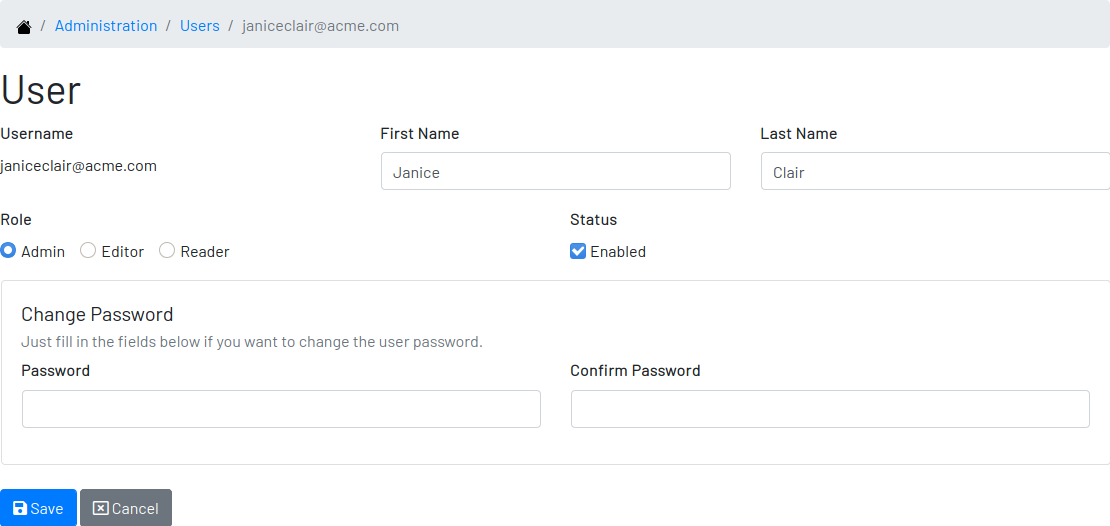 / Administration / Users / janiceclair@acme.com
User
Username First Name Last Name
janiceclair@acme.com Janice Clair
Role Status
Admin Editor Reader Enabled
Change Password
Just fill in the fields below if you want to change the user password.
Password Confirm Password
Save Cancel